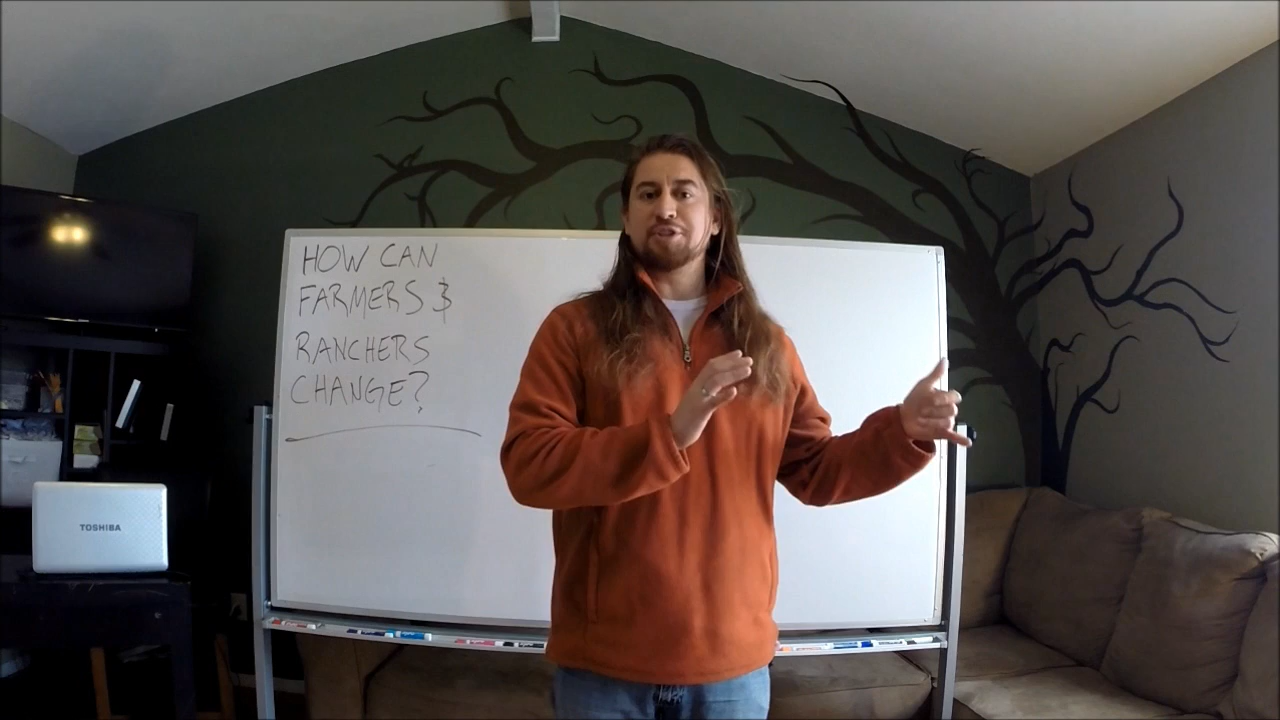 HOW CAN
FARMERS &
RANCHERS
CHANGE?
TOSHIBA